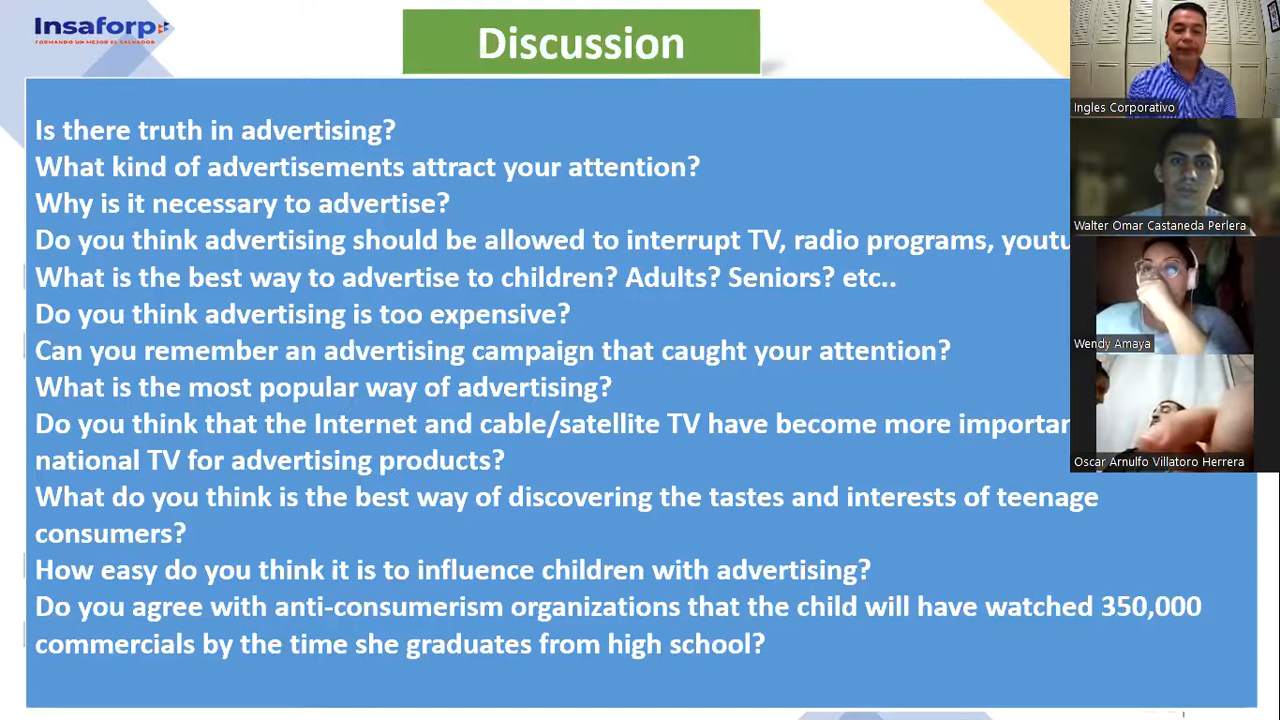 Insaforp
FORMANDO UN MEJOR EL SALVADOR
Discussion
Is there truth in advertising?
What kind of advertisements attract your attention?
Why is it necessary to advertise?
Do you think advertising should be allowed to interrupt TV, radio programs, youtu
What is the best way to advertise to children? Adults? Seniors? etc..
Do you think advertising is too expensive?
Can you remember an advertising campaign that caught your attention?
What is the most popular way of advertising?
Do you think that the Internet and cable/satellite TV have become more importan
national TV for advertising products?
What do you think is the best way of discovering the tastes and interests of teenage
consumers?
How easy do you think it is to influence children with advertising?
Do you agree with anti-consumerism organizations that the child will have watched 350,000
commercials by the time she graduates from high school?
Ingles Corporativo
Walter Omar Castaneda Perlera
Wendy Amaya
Oscar Arnulfo Villatoro Herrera